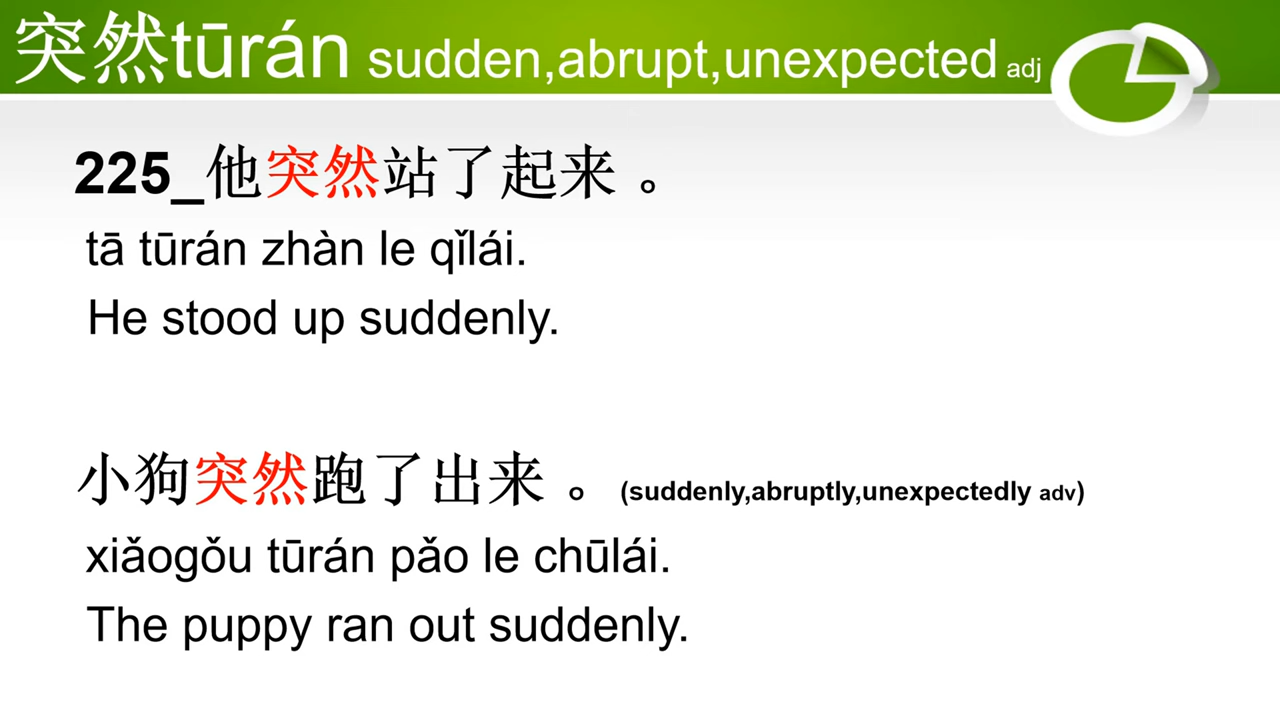 突然tūrán sudden,abrupt,unexpected adj
225_他突然站了起来 。
tā tūrán zhàn le qǐlái.
He stood up suddenly.
小狗突然跑了出来 。(suddenly,abruptly,unexpectedly adv)
xiǎogǒu tūrán pǎo le chūlái.
The puppy ran out suddenly.